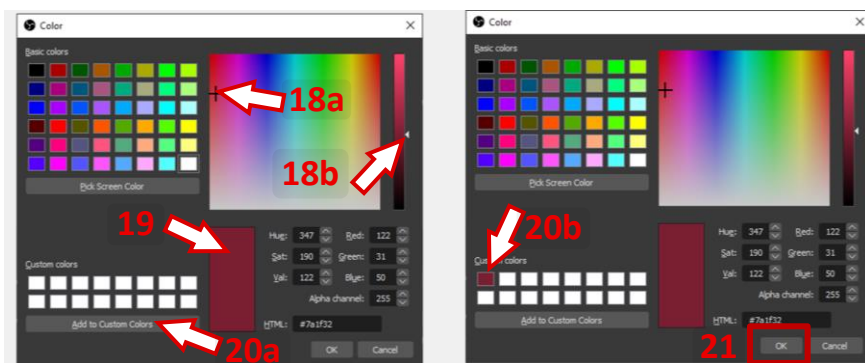 Color
Basic colors
18a
18b
Pick Screen Color
19
Hue: 347 Red: 122
Sat: 190 Green: 31
Val: 122 Blue: 50
Custom colors
Alpha channel: 255
Add to Custom Colors
HTML: #7a1f32
20a
OK Cancel
Color
Basic colors
Pick Screen Color
20b
Hue: 347 Red: 122
Sat: 190 Green: 31
Val: 122 Blue: 50
Alpha channel: 255
Add to Custom Colors
HTML: #7a1f32
21
OK Cancel